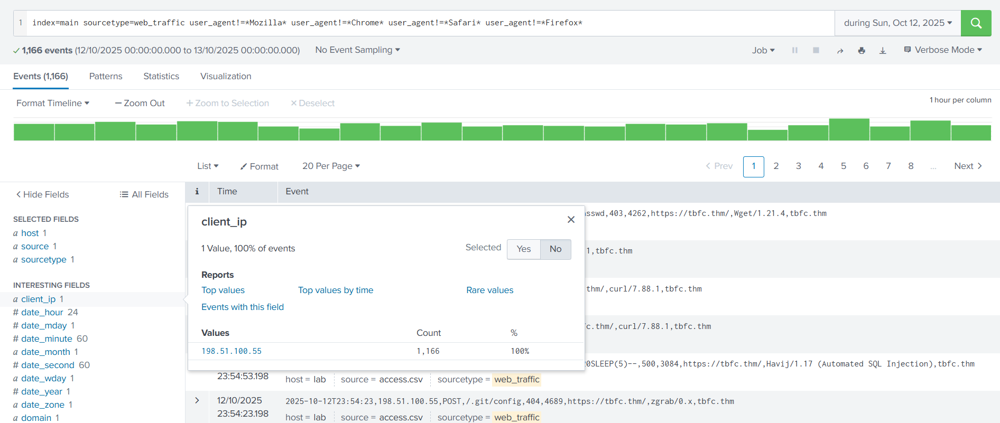 1 index=main sourcetype=web_traffic user_agent!=*Mozilla* user_agent!=*Chrome* user_agent!=*Safari* user_agent!=*Firefox*
during Sun, Oct 12, 2025
1,166 events (12/10/2025 00:00:00.000 to 13/10/2025 00:00:00.000)
No Event Sampling
Job
Verbose Mode
Events (1,166)
Patterns
Statistics
Visualization
Format Timeline
Zoom Out
Zoom to Selection
Deselect
1 hour per column
List
Format
20 Per Page
Prev
1 2 3 4 5 6 7 8 ... Next
Hide Fields
All Fields
SELECTED FIELDS
a host 1
a source 1
a sourcetype 1
INTERESTING FIELDS
a client_ip 1
# date_hour 24
# date_mday 1
# date_minute 60
a date_month 1
# date_second 60
a date_wday 1
# date_year 1
a date_zone 1
a domain 1
i Time Event
client_ip
1 Value, 100% of events
Selected Yes No
Reports
Top values
Top values by time
Rare values
Events with this field
Values Count %
198.51.100.55 1,166 100%
sswd,403,4262,https://tbfc.thm/,Wget/1.21.4,tbfc.thm
1,tbfc.thm
thm/,curl/7.88.1,tbfc.thm
c.thm/,curl/7.88.1,tbfc.thm
20SLEEP(5)--,500,3084,https://tbfc.thm/,Havij/1.17 (Automated SQL Injection),tbfc.thm
23:54:53.198
host = lab source = access.csv sourcetype = web_traffic
12/10/2025
23:54:23.198
2025-10-12T23:54:23,198.51.100.55,POST,/.git/config,404,4689,https://tbfc.thm/,zgrab/0.x,tbfc.thm
host = lab source = access.csv sourcetype = web_traffic